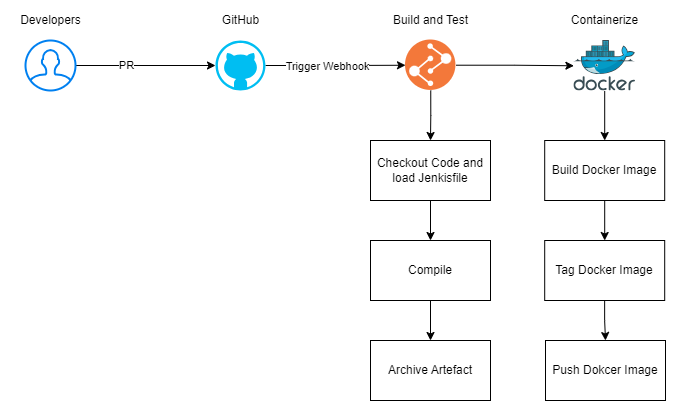 Developers
GitHub
Build and Test
Containerize
PR
Trigger Webhook
docker
Checkout Code and
load Jenkisfile
Build Docker Image
Compile
Tag Docker Image
Archive Artefact
Push Dokcer Image